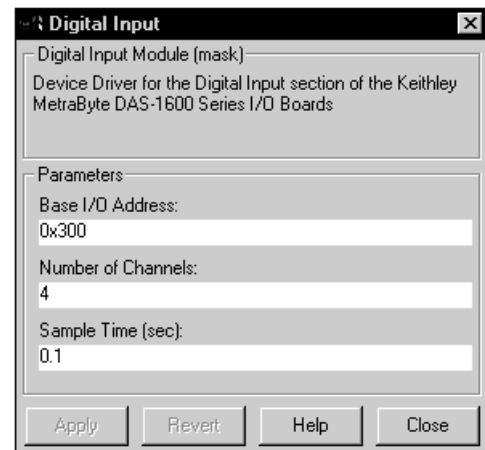 Digital Input
Digital Input Module (mask)
Device Driver for the Digital Input section of the Keithley
MetraByte DAS-1600 Series I/O Boards
Parameters
Base I/O Address:
0x300
Number of Channels:
4
Sample Time (sec):
0.1
Apply Revert Help Close